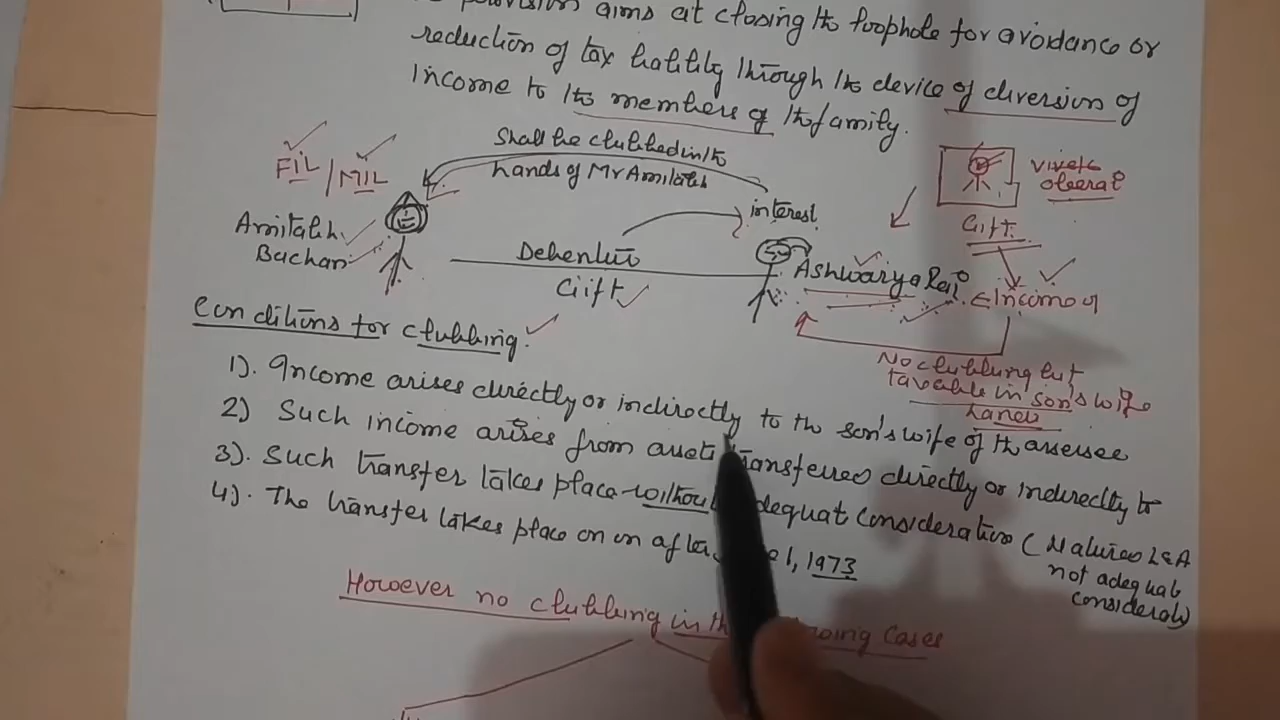 provision aims at closing the loophole for avoidance or
reduction of tax liability through the device of diversion of
income to the members of the family.
Shall be clubbed in the
hands of Mr Amitabh
FIL / MIL
Amitabh
Bachan
Debenture
Gift
interest
Ashwarya Rai
Vivek
oberai
Gift
Income
No clubbing but
taxable in son's wife
hands
Conditions for clubbing.
1). Income arises directly or indirectly to the son's wife of the assessee
2) Such income arises from asset transferred directly or indirectly to
3). Such transfer takes place without adequat Consideration ( Natural L & A
not adequat
consideration)
4). The transfer takes place on or after 1, 1973
However no clubbing in the Cases